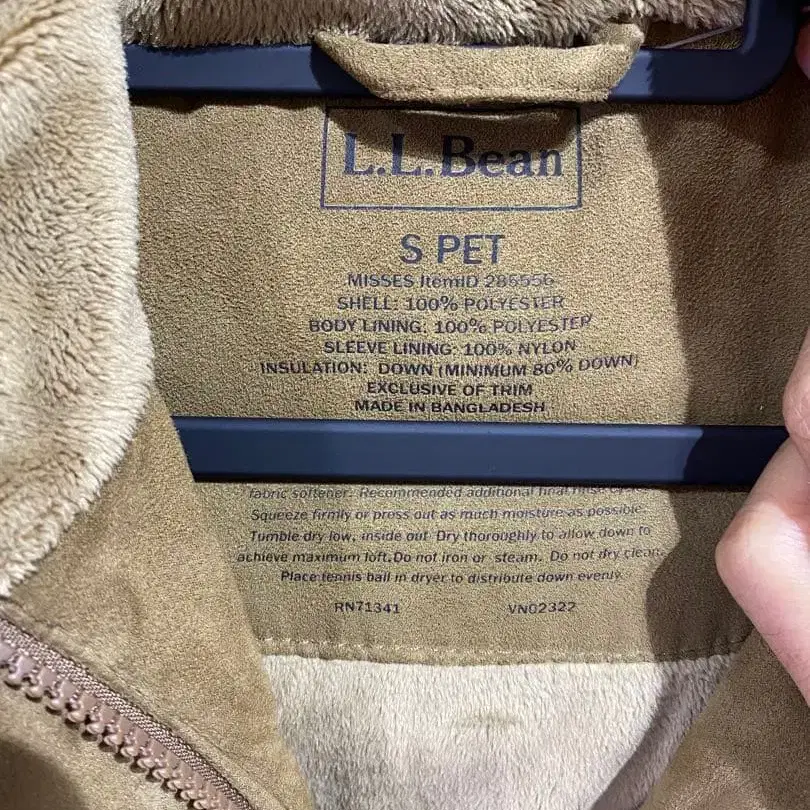 L.L.Bean
S PET
MISSES ItemID 285556
SHELL: 100% POLYESTER
BODY LINING: 100% POLYESTER
SLEEVE LINING: 100% NYLON
INSULATION: DOWN (MINIMUM 80% DOWN)
EXCLUSIVE OF TRIM
MADE IN BANGLADESH
fabric softener. Recommended additional final rinse
Squeeze firmly or press out as much moisture as possible.
Tumble dry low, inside out Dry thoroughly to allow down to
achieve maximum loft. Do not iron or steam. Do not dry clean.
Place tennis ball in dryer to distribute down evenly
RN71341 VN02322